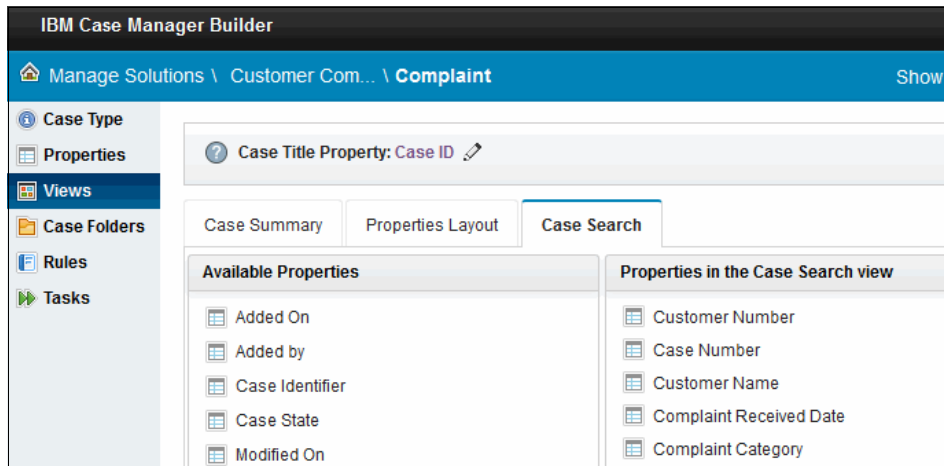 IBM Case Manager Builder
Manage Solutions \ Customer Com... \ Complaint
Show
Case Type
Properties
Views
Case Folders
Rules
Tasks
? Case Title Property: Case ID
Case Summary
Properties Layout
Case Search
Available Properties
Added On
Added by
Case Identifier
Case State
Modified On
Properties in the Case Search view
Customer Number
Case Number
Customer Name
Complaint Received Date
Complaint Category